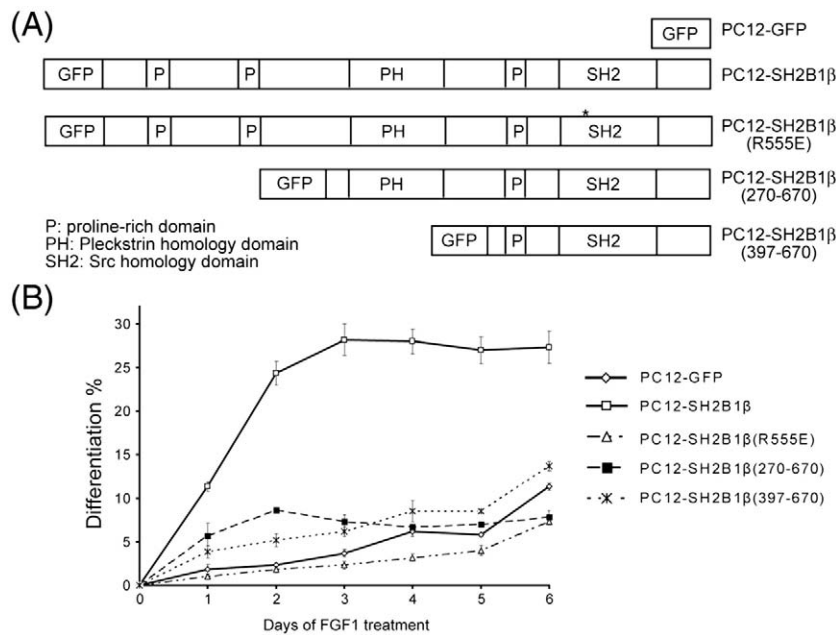 (A)
GFP PC12-GFP
GFP P P PH P SH2 PC12-SH2B1β
*
GFP P P PH P SH2 PC12-SH2B1β
(R555E)
GFP PH P SH2 PC12-SH2B1β
(270-670)
P: proline-rich domain
PH: Pleckstrin homology domain
SH2: Src homology domain
GFP P SH2 PC12-SH2B1β
(397-670)
(B)
Differentiation %
30
25
20
15
10
5
0
0 1 2 3 4 5 6
Days of FGF1 treatment
PC12-GFP
PC12-SH2B1β
PC12-SH2B1β(R555E)
PC12-SH2B1β(270-670)
PC12-SH2B1β(397-670)